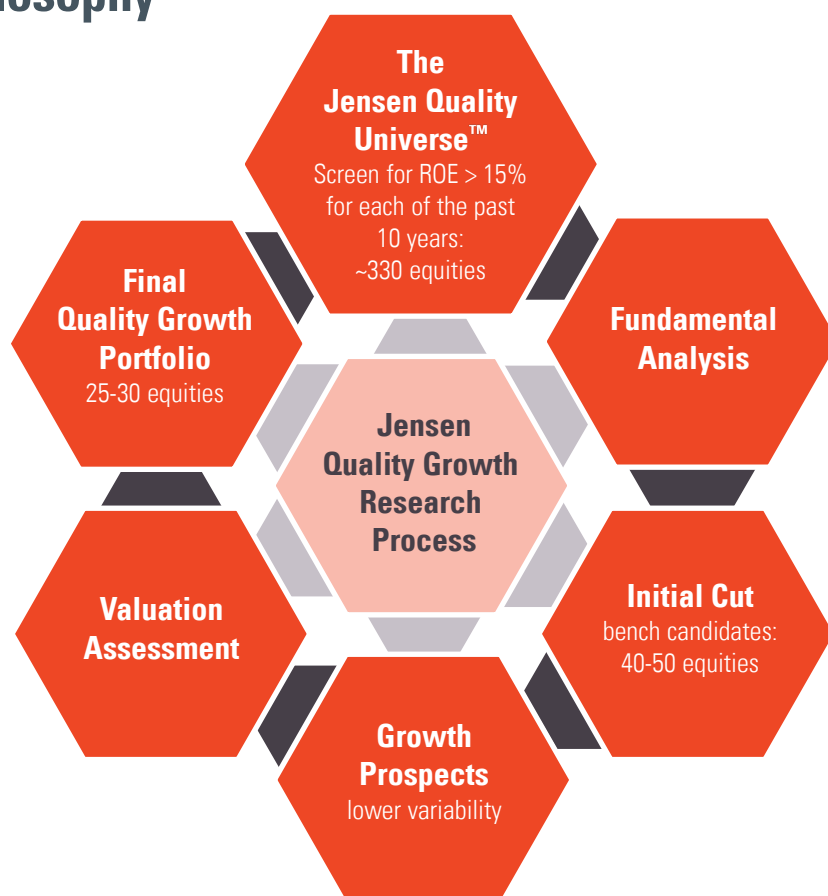 The
Jensen Quality
Universe™
Screen for ROE > 15%
for each of the past
10 years:
~330 equities
Fundamental
Analysis
Initial Cut
bench candidates:
40-50 equities
Growth
Prospects
lower variability
Valuation
Assessment
Final
Quality Growth
Portfolio
25-30 equities
Jensen
Quality Growth
Research
Process